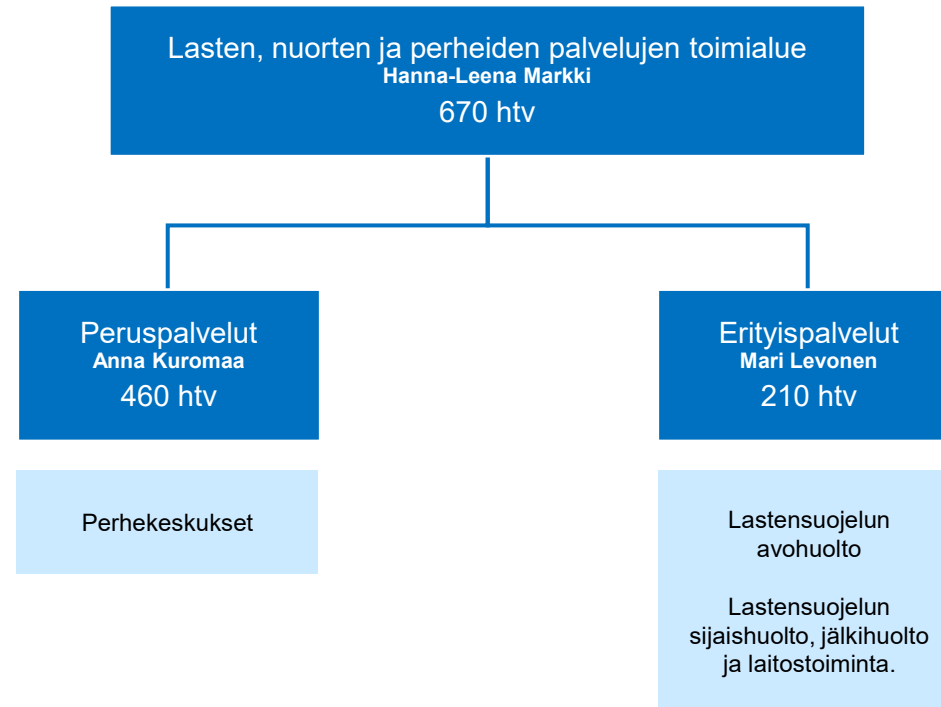 Lasten, nuorten ja perheiden palvelujen toimialue
Hanna-Leena Markki
670 htv
Peruspalvelut
Anna Kuromaa
460 htv
Erityispalvelut
Mari Levonen
210 htv
Perhekeskukset
Lastensuojelun
avohuolto
Lastensuojelun
sijaishuolto, jälkihuolto
ja laitostoiminta.